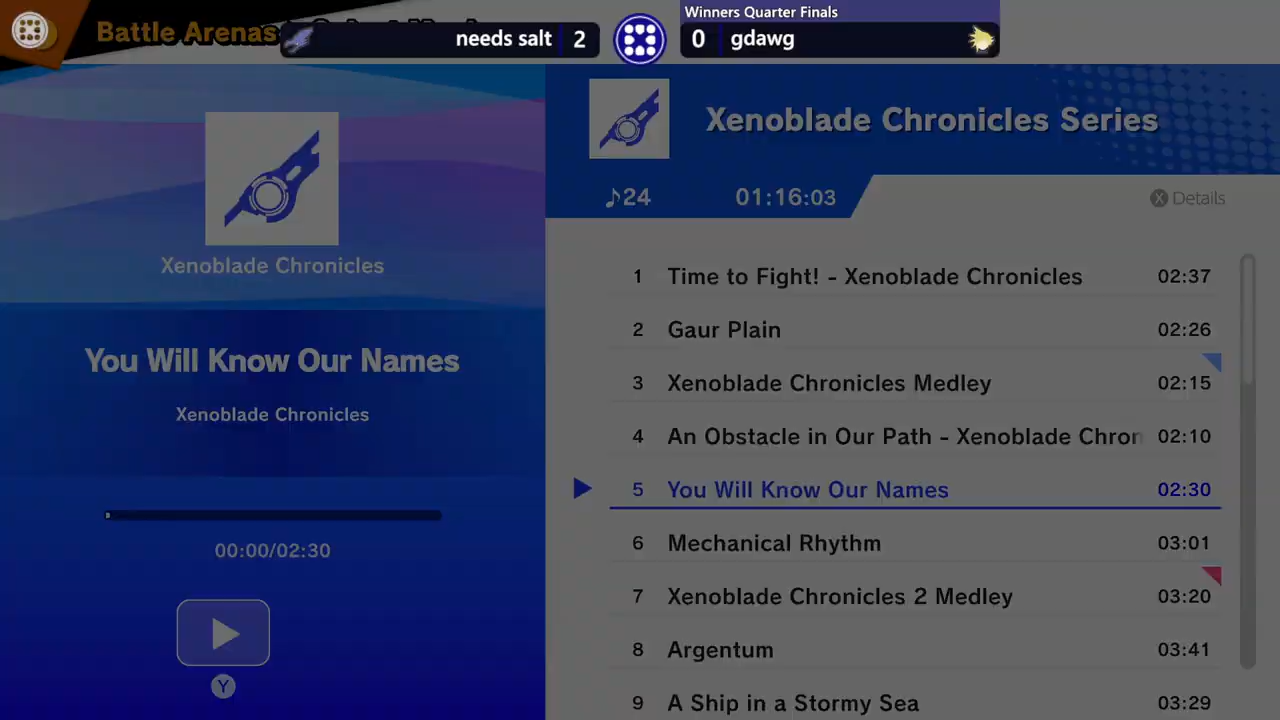 Winners Quarter Finals
Battle Arenas
needs salt 2
0 gdawg
Xenoblade Chronicles Series
♪24 01:16:03
X Details
Xenoblade Chronicles
You Will Know Our Names
Xenoblade Chronicles
00:00/02:30
Y
1 Time to Fight! - Xenoblade Chronicles 02:37
2 Gaur Plain 02:26
3 Xenoblade Chronicles Medley 02:15
4 An Obstacle in Our Path - Xenoblade Chron 02:10
5 You Will Know Our Names 02:30
6 Mechanical Rhythm 03:01
7 Xenoblade Chronicles 2 Medley 03:20
8 Argentum 03:41
9 A Ship in a Stormy Sea 03:29